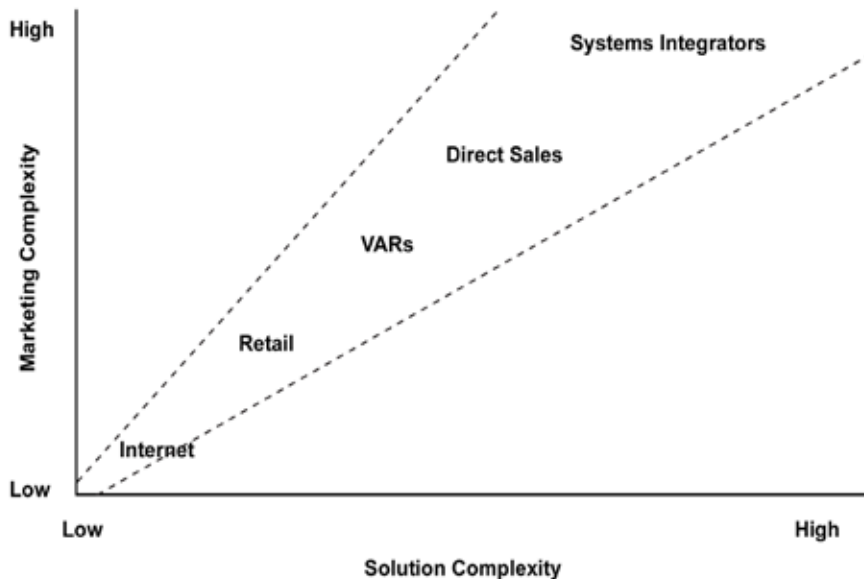 High
Systems Integrators
Direct Sales
Marketing Complexity
VARs
Retail
Internet
Low
Low
High
Solution Complexity